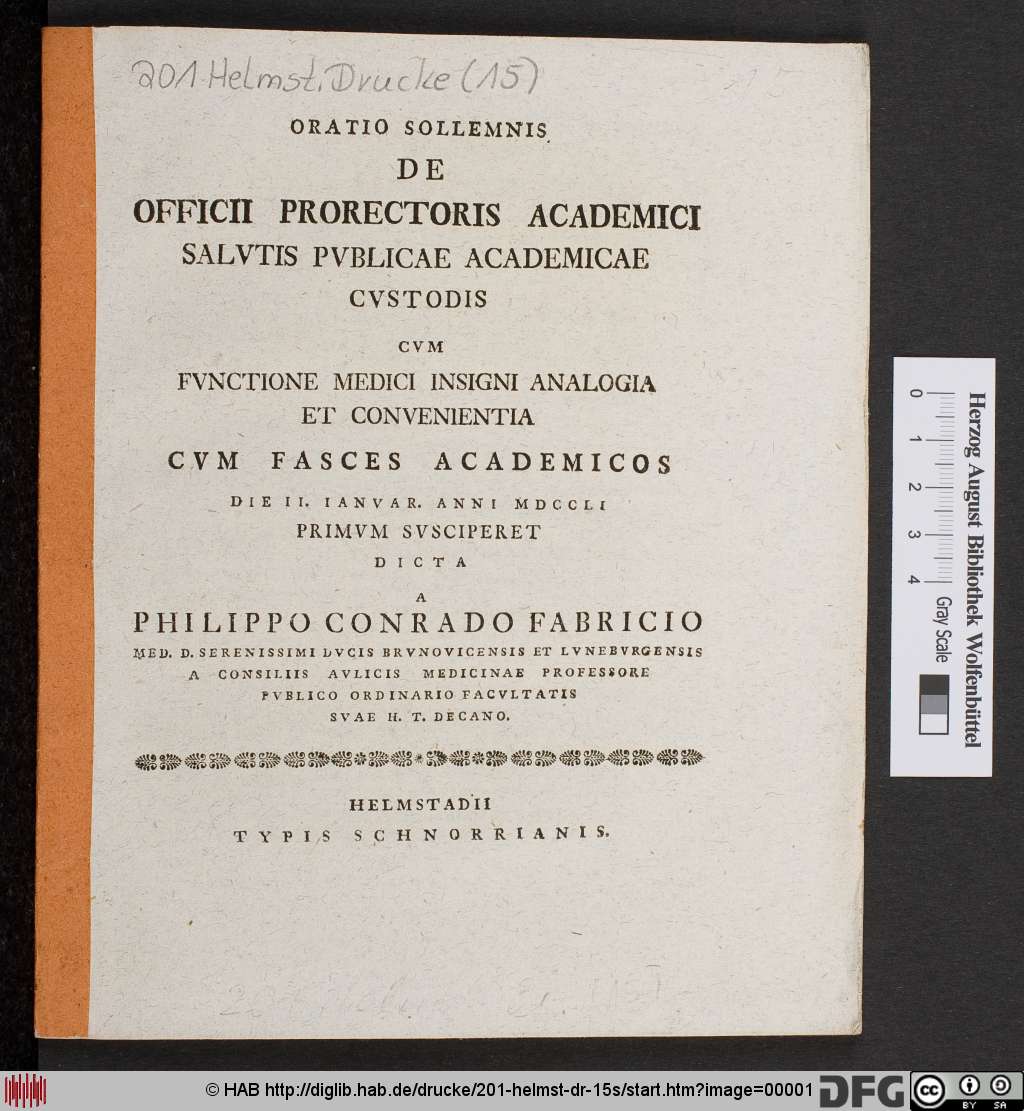 201 Helmst. Drucke (15)
ORATIO SOLLEMNIS
DE
OFFICII PRORECTORIS ACADEMICI
SALVTIS PVBLICAE ACADEMICAE
CVSTODIS
CVM
FVNCTIONE MEDICI INSIGNI ANALOGIA
ET CONVENIENTIA
CVM FASCES ACADEMICOS
DIE II. IANVAR. ANNI MDCCLI
PRIMVM SVSCIPERET
DICTA
A
PHILIPPO CONRADO FABRICIO
MED. D. SERENISSIMI DVCIS BRVNOVICENSIS ET LVNEBVRGENSIS
A CONSILIIS AVLICIS MEDICINAE PROFESSORE
PVBLICO ORDINARIO FACVLTATIS
SVAE H. T. DECANO.
HELMSTADII
TYPIS SCHNORRIANIS.
Herzog August Bibliothek Wolfenbüttel
0 1 2 3 4 Gray Scale
© HAB http://diglib.hab.de/drucke/201-helmst-dr-15s/start.htm?image=00001
DFG
cc BY SA